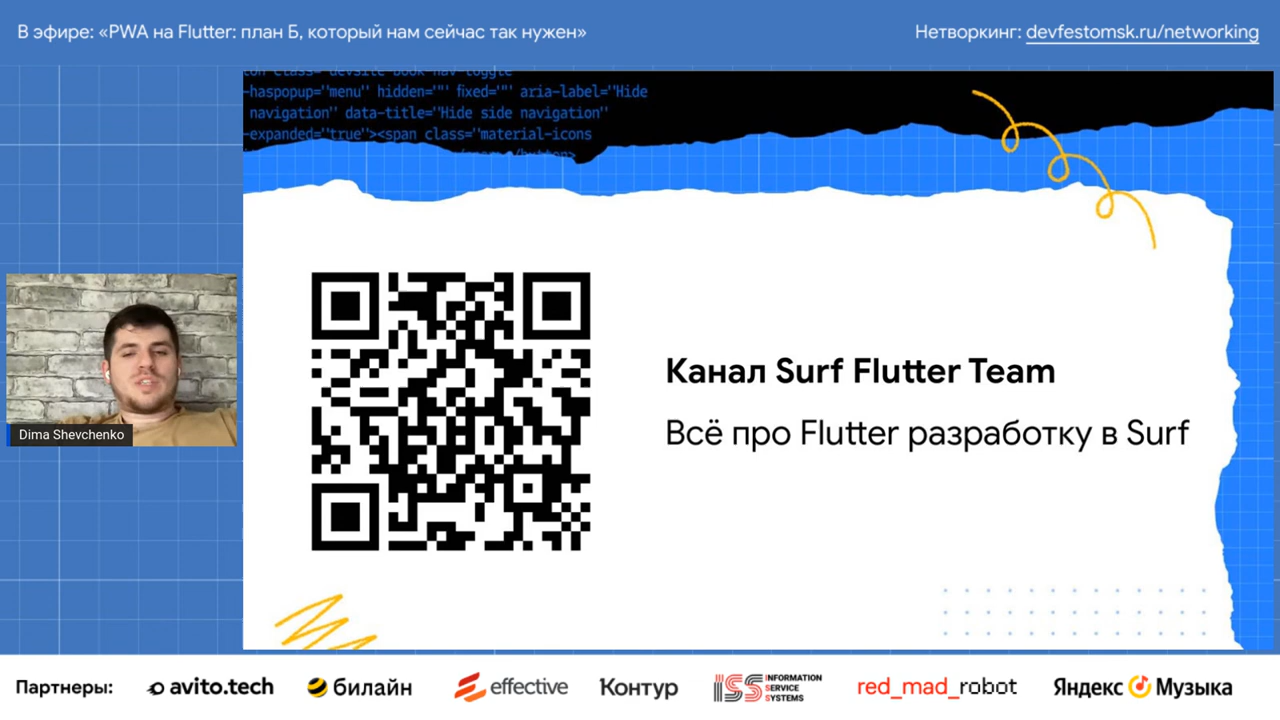 В эфире: «PWA на Flutter: план Б, который нам сейчас так нужен»
Нетворкинг: devfestomsk.ru/networking
-haspopup="menu" hidden="" fixed="" aria-label="Hide
navigation" data-title="Hide side navigation"
-expanded="true"><span class="material-icons
Канал Surf Flutter Team
Всё про Flutter разработку в Surf
Dima Shevchenko
Партнеры:
avito.tech
билайн
effective
Контур
ISS INFORMATION
SERVICE
SYSTEMS
red_mad_robot
Яндекс Музыка